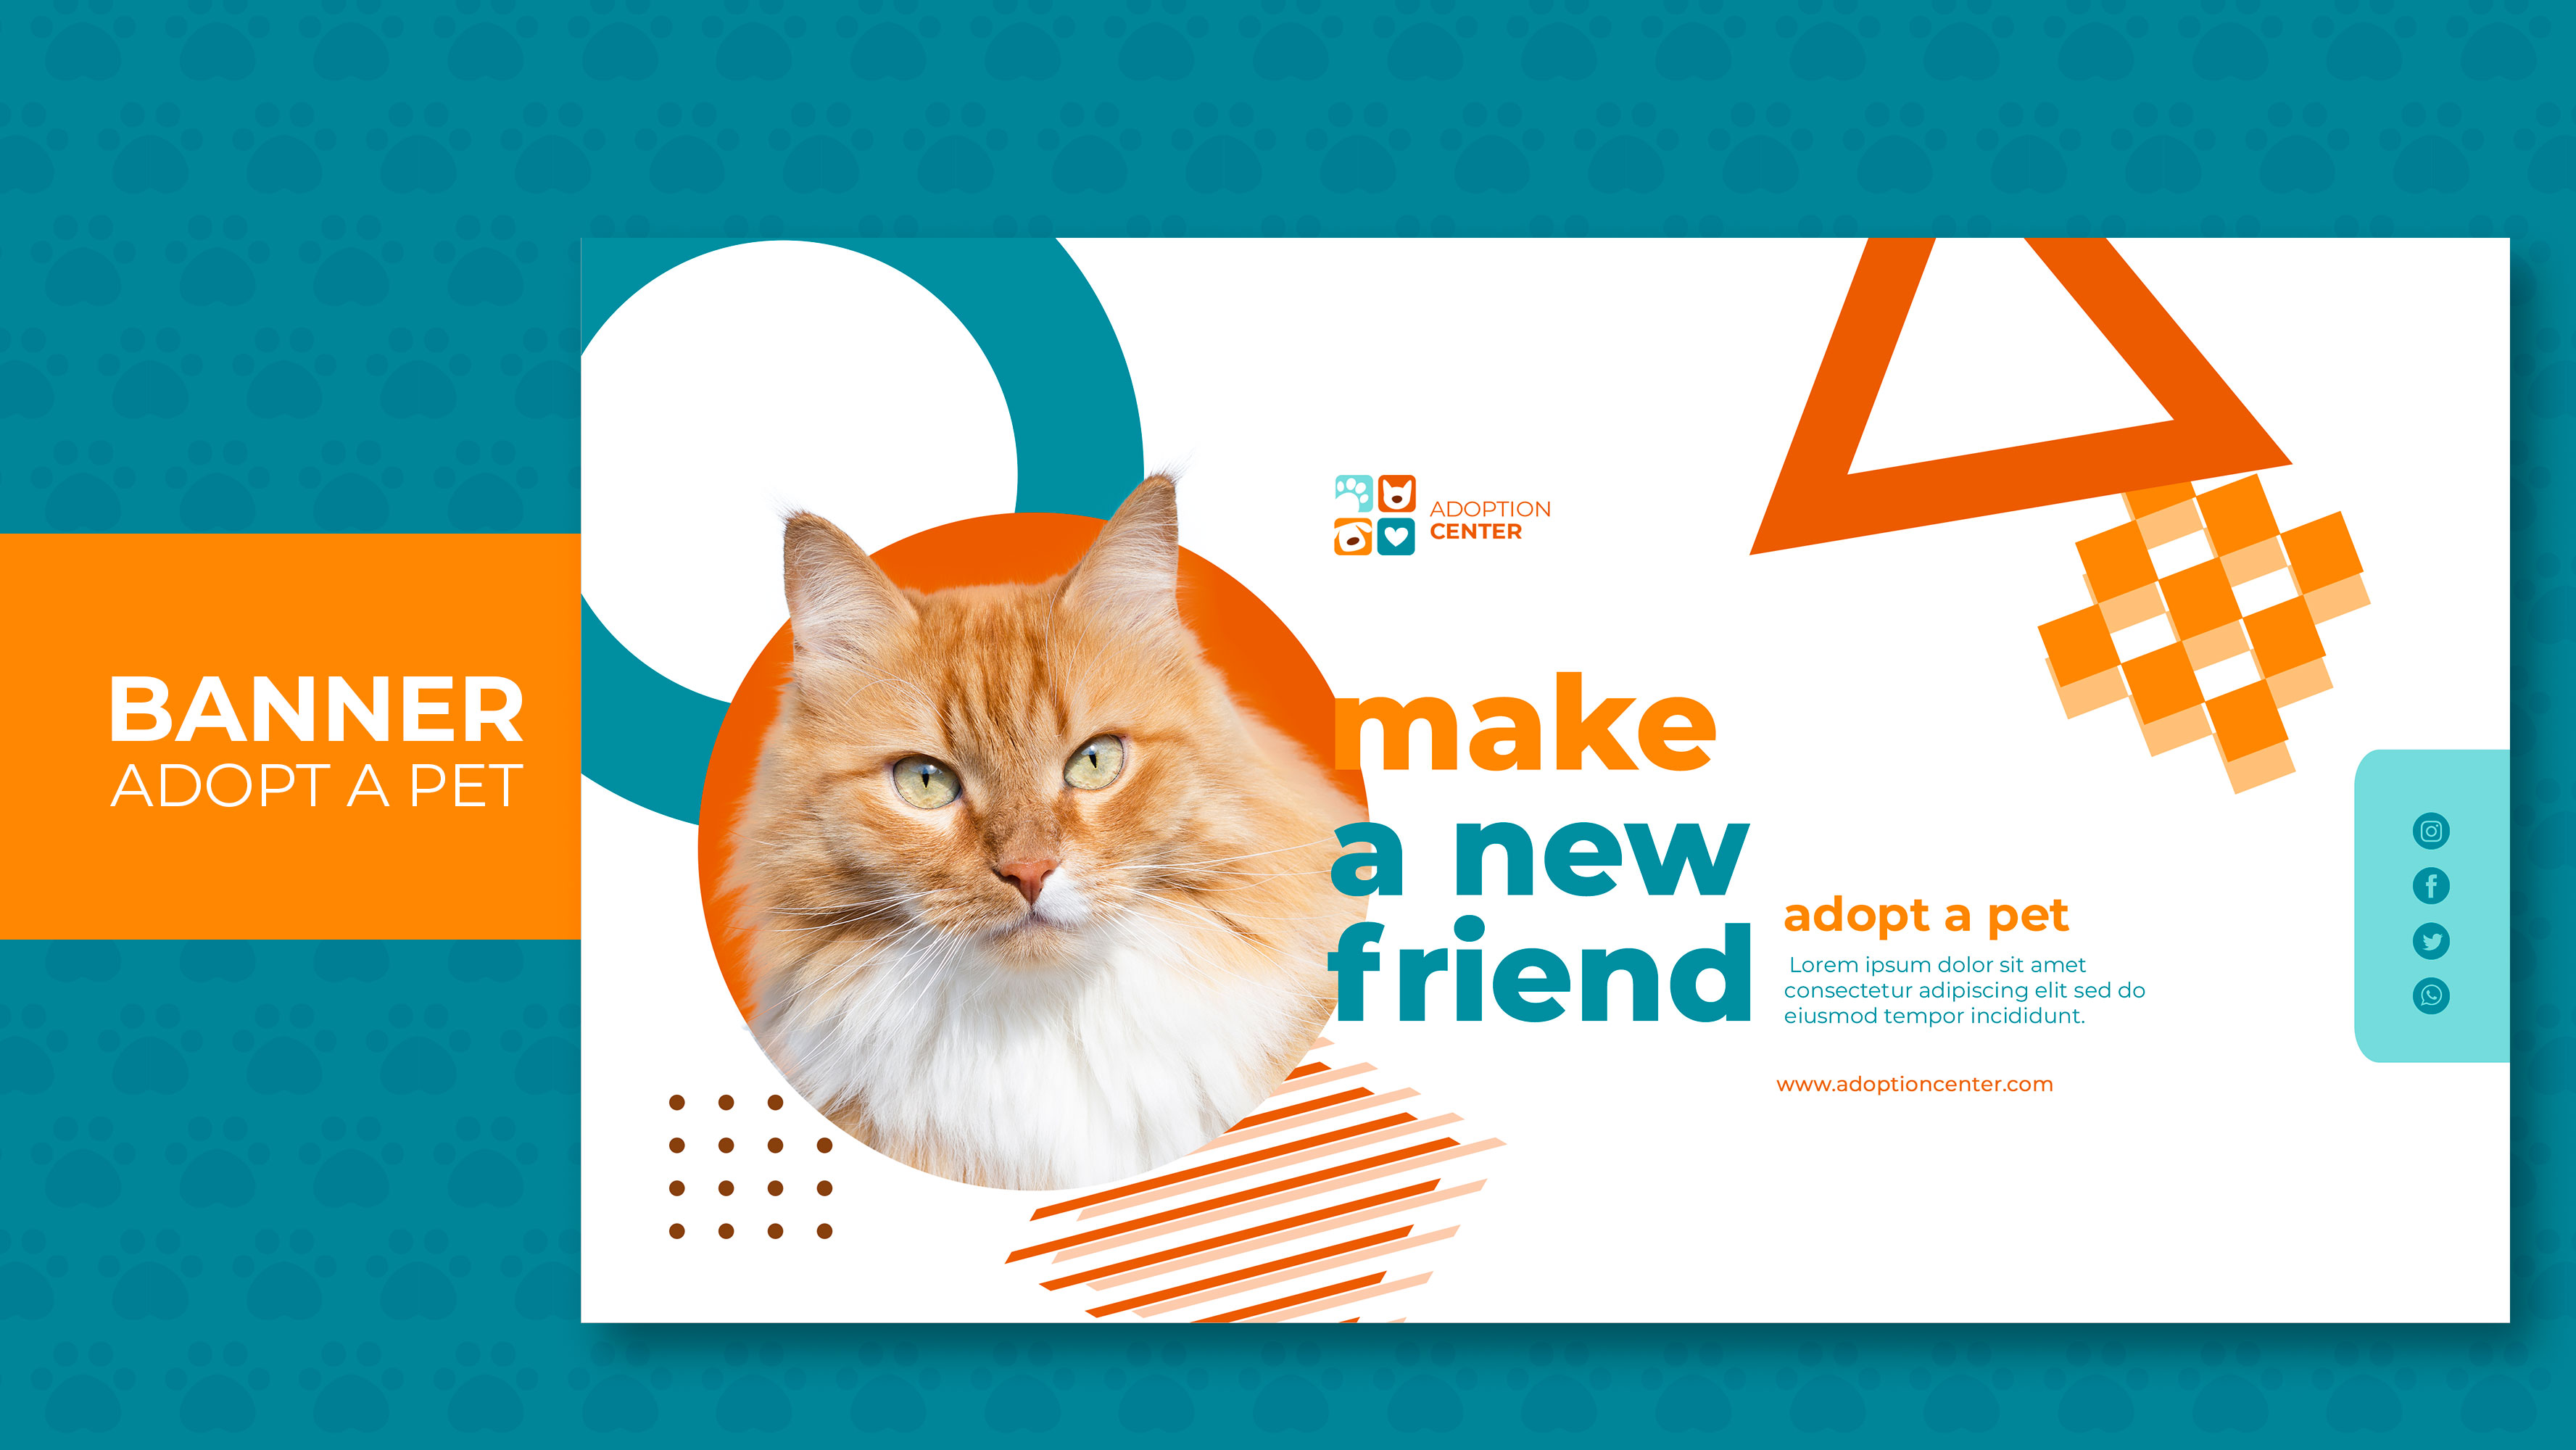 BANNER
ADOPT A PET
ADOPTION
CENTER
make
a new
friend
adopt a pet
Lorem ipsum dolor sit amet
consectetur adipiscing elit sed do
eiusmod tempor incididunt.
www.adoptioncenter.com